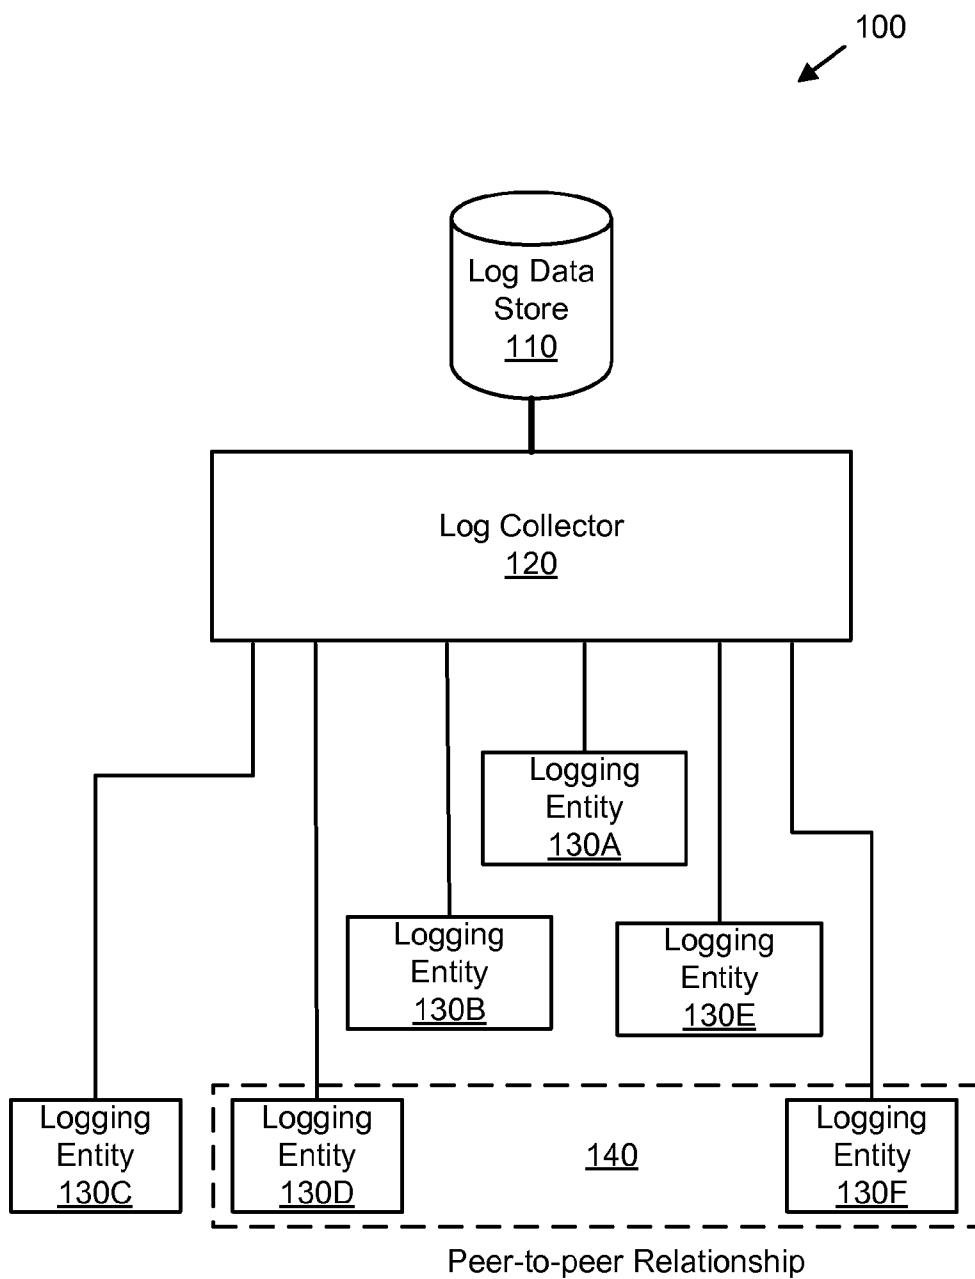 100
Log Data
Store
110
Log Collector
120
Logging
Entity
130A
Logging
Entity
130B
Logging
Entity
130E
Logging
Entity
130C
Logging
Entity
130D
140
Logging
Entity
130F
Peer-to-peer Relationship